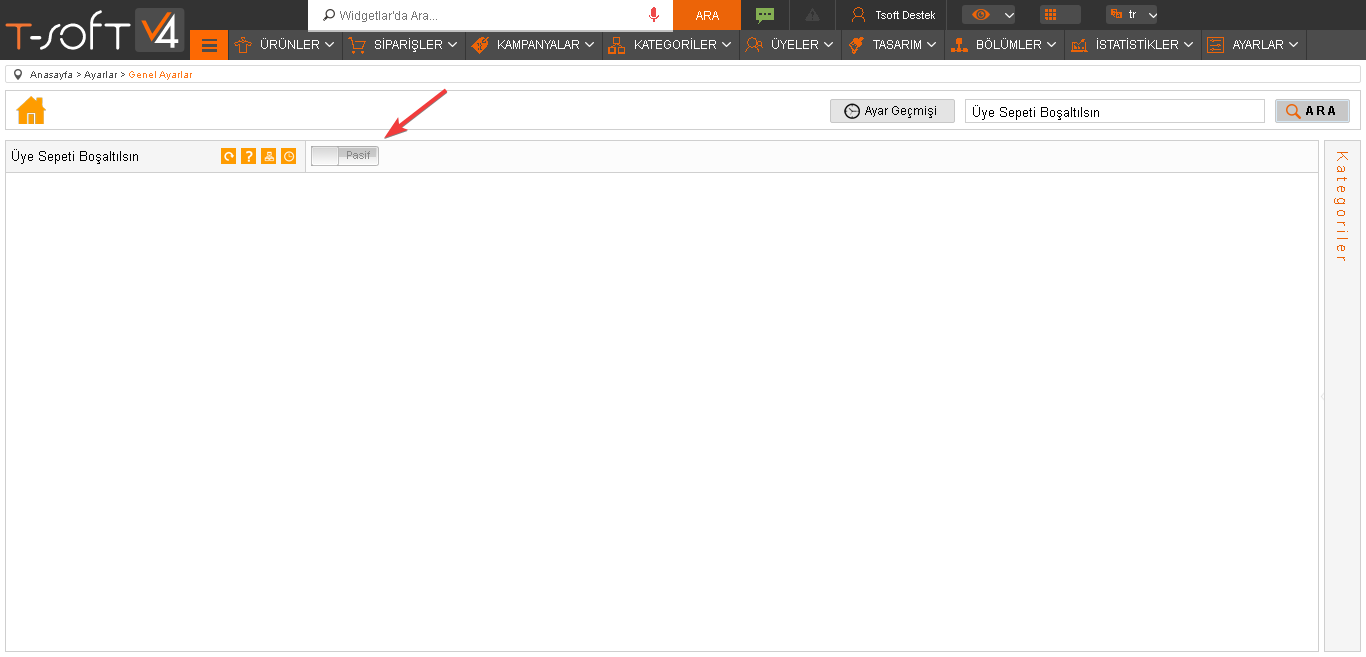 T-SOFT V4
Widgetlar'da Ara...
ARA
Tsoft Destek
tr
ÜRÜNLER
SİPARİŞLER
KAMPANYALAR
KATEGORİLER
ÜYELER
TASARIM
BÖLÜMLER
İSTATİSTİKLER
AYARLAR
Anasayfa > Ayarlar > Genel Ayarlar
Ayar Geçmişi
Üye Sepeti Boşaltılsın
ARA
Üye Sepeti Boşaltılsın
?
Pasif
Kategoriler